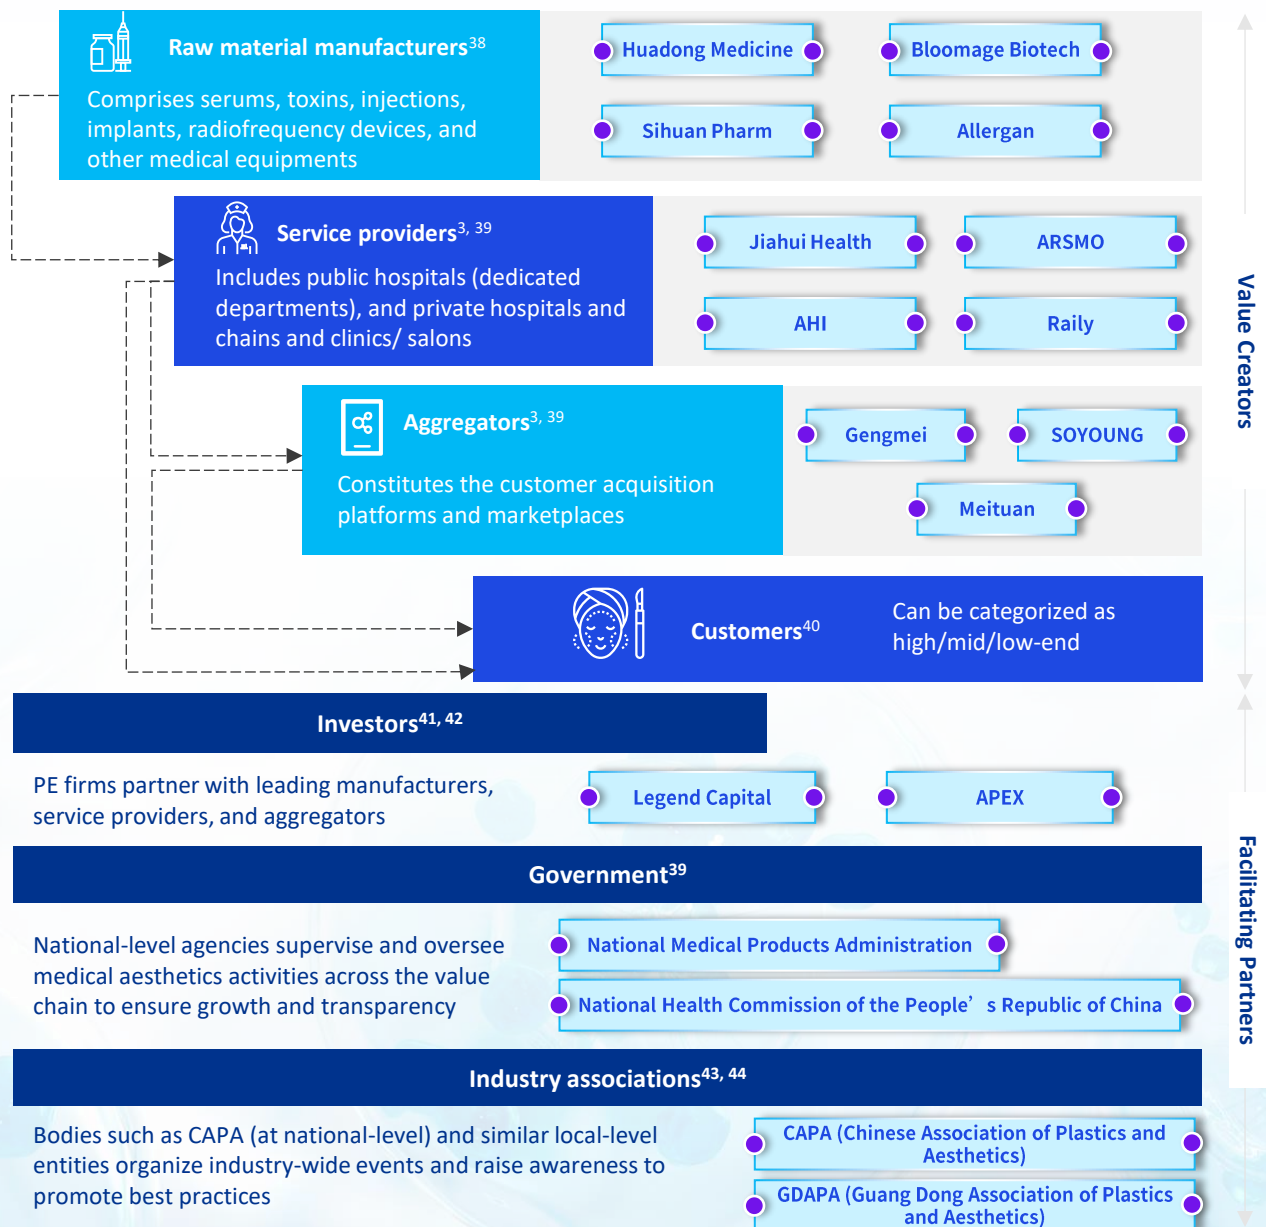 Raw material manufacturers38
Comprises serums, toxins, injections,
implants, radiofrequency devices, and
other medical equipments
Huadong Medicine
Bloomage Biotech
Sihuan Pharm
Allergan
Service providers3, 39
Includes public hospitals (dedicated
departments), and private hospitals and
chains and clinics/ salons
Jiahui Health
ARSMO
AHI
Raily
Aggregators3, 39
Constitutes the customer acquisition
platforms and marketplaces
Gengmei
SOYOUNG
Meituan
Customers40
Can be categorized as
high/mid/low-end
Value Creators
Investors41, 42
PE firms partner with leading manufacturers,
service providers, and aggregators
Legend Capital
APEX
Government39
National-level agencies supervise and oversee
medical aesthetics activities across the value
chain to ensure growth and transparency
National Medical Products Administration
National Health Commission of the People’ s Republic of China
Industry associations43, 44
Bodies such as CAPA (at national-level) and similar local-level
entities organize industry-wide events and raise awareness to
promote best practices
CAPA (Chinese Association of Plastics and
Aesthetics)
GDAPA (Guang Dong Association of Plastics
and Aesthetics)
Facilitating Partners